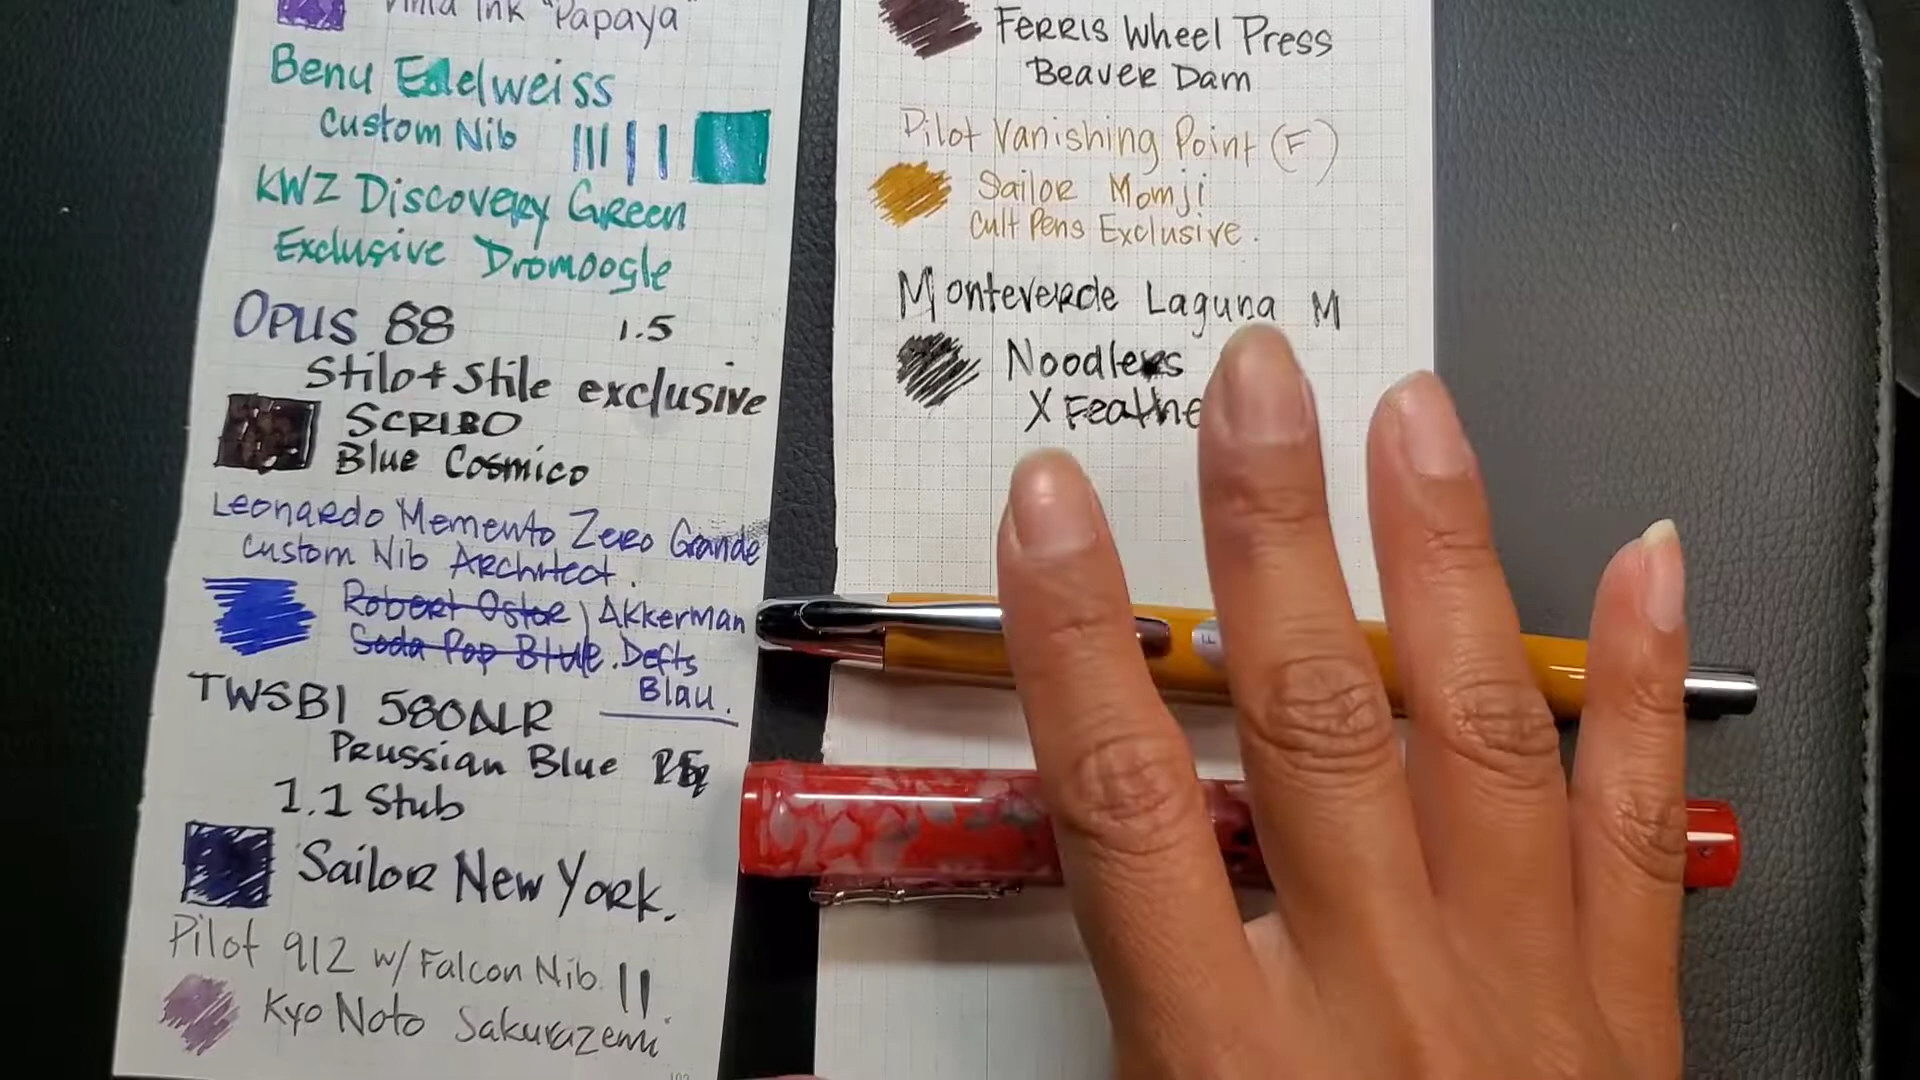 Vinta Ink "Papaya"
Benu Edelweiss
Custom Nib
KWZ Discovery Green
Exclusive Dromoogle
Opus 88 1.5
Stilo & Stile exclusive
SCRIBO
Blue Cosmico
Leonardo Memento Zero Grande
Custom Nib Architect.
Robert Oster Akkerman
Soda Pop Blue. Delfts
Blau.
TWSBI 580ALR
Prussian Blue
1.1 Stub
Sailor New York.
Pilot 912 w/ Falcon Nib
Kyo Noto Sakurazemi
Ferris Wheel Press
Beaver Dam
Pilot Vanishing Point (F)
Sailor Momji
Cult Pens Exclusive.
Monteverde Laguna M
Noodlers
X Feathe
F